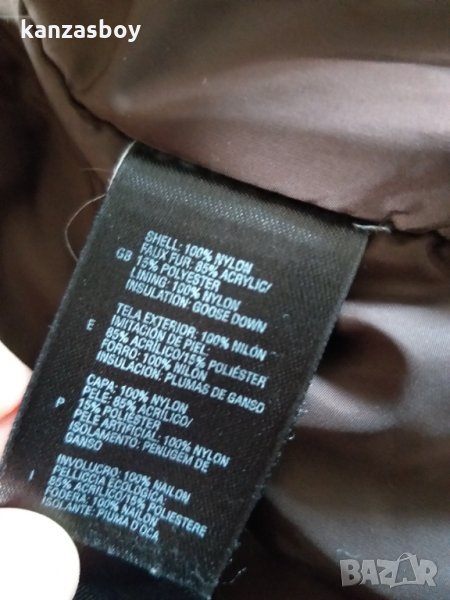 kanzasboy
SHELL: 100% NYLON
FAUX FUR: 85% ACRYLIC/
GB 15% POLYESTER
LINING: 100% NYLON
INSULATION: GOOSE DOWN
TELA EXTERIOR: 100% NILÓN
IMITACIÓN DE PIEL:
E 85% ACRÍLICO/15% POLIÉSTER
FORRO: 100% NILÓN
INSULACIÓN: PLUMAS DE GANSO
CAPA: 100% NYLON
PELE: 85% ACRÍLICO/
P 15% POLIÉSTER
PELE ARTIFICIAL: 100% NYLON
ISOLAMENTO: PENUGEM DE
GANSO
INVOLUCRO: 100% NAILON
PELLICCIA ECOLOGICA:
I 85% ACRILICO/15% POLIESTERE
FODERA: 100% NAILON
ISOLANTE: PIUMA D'OCA
BAZAR